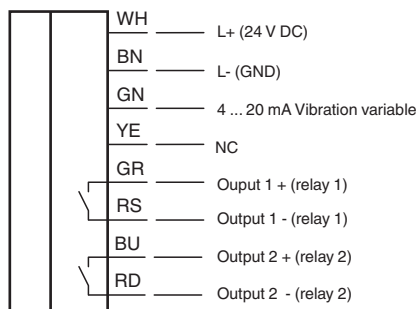 WH L+ (24 V DC)
BN L- (GND)
GN 4 ... 20 mA Vibration variable
YE NC
GR Ouput 1 + (relay 1)
RS Output 1 - (relay 1)
BU Output 2 + (relay 2)
RD Output 2 - (relay 2)